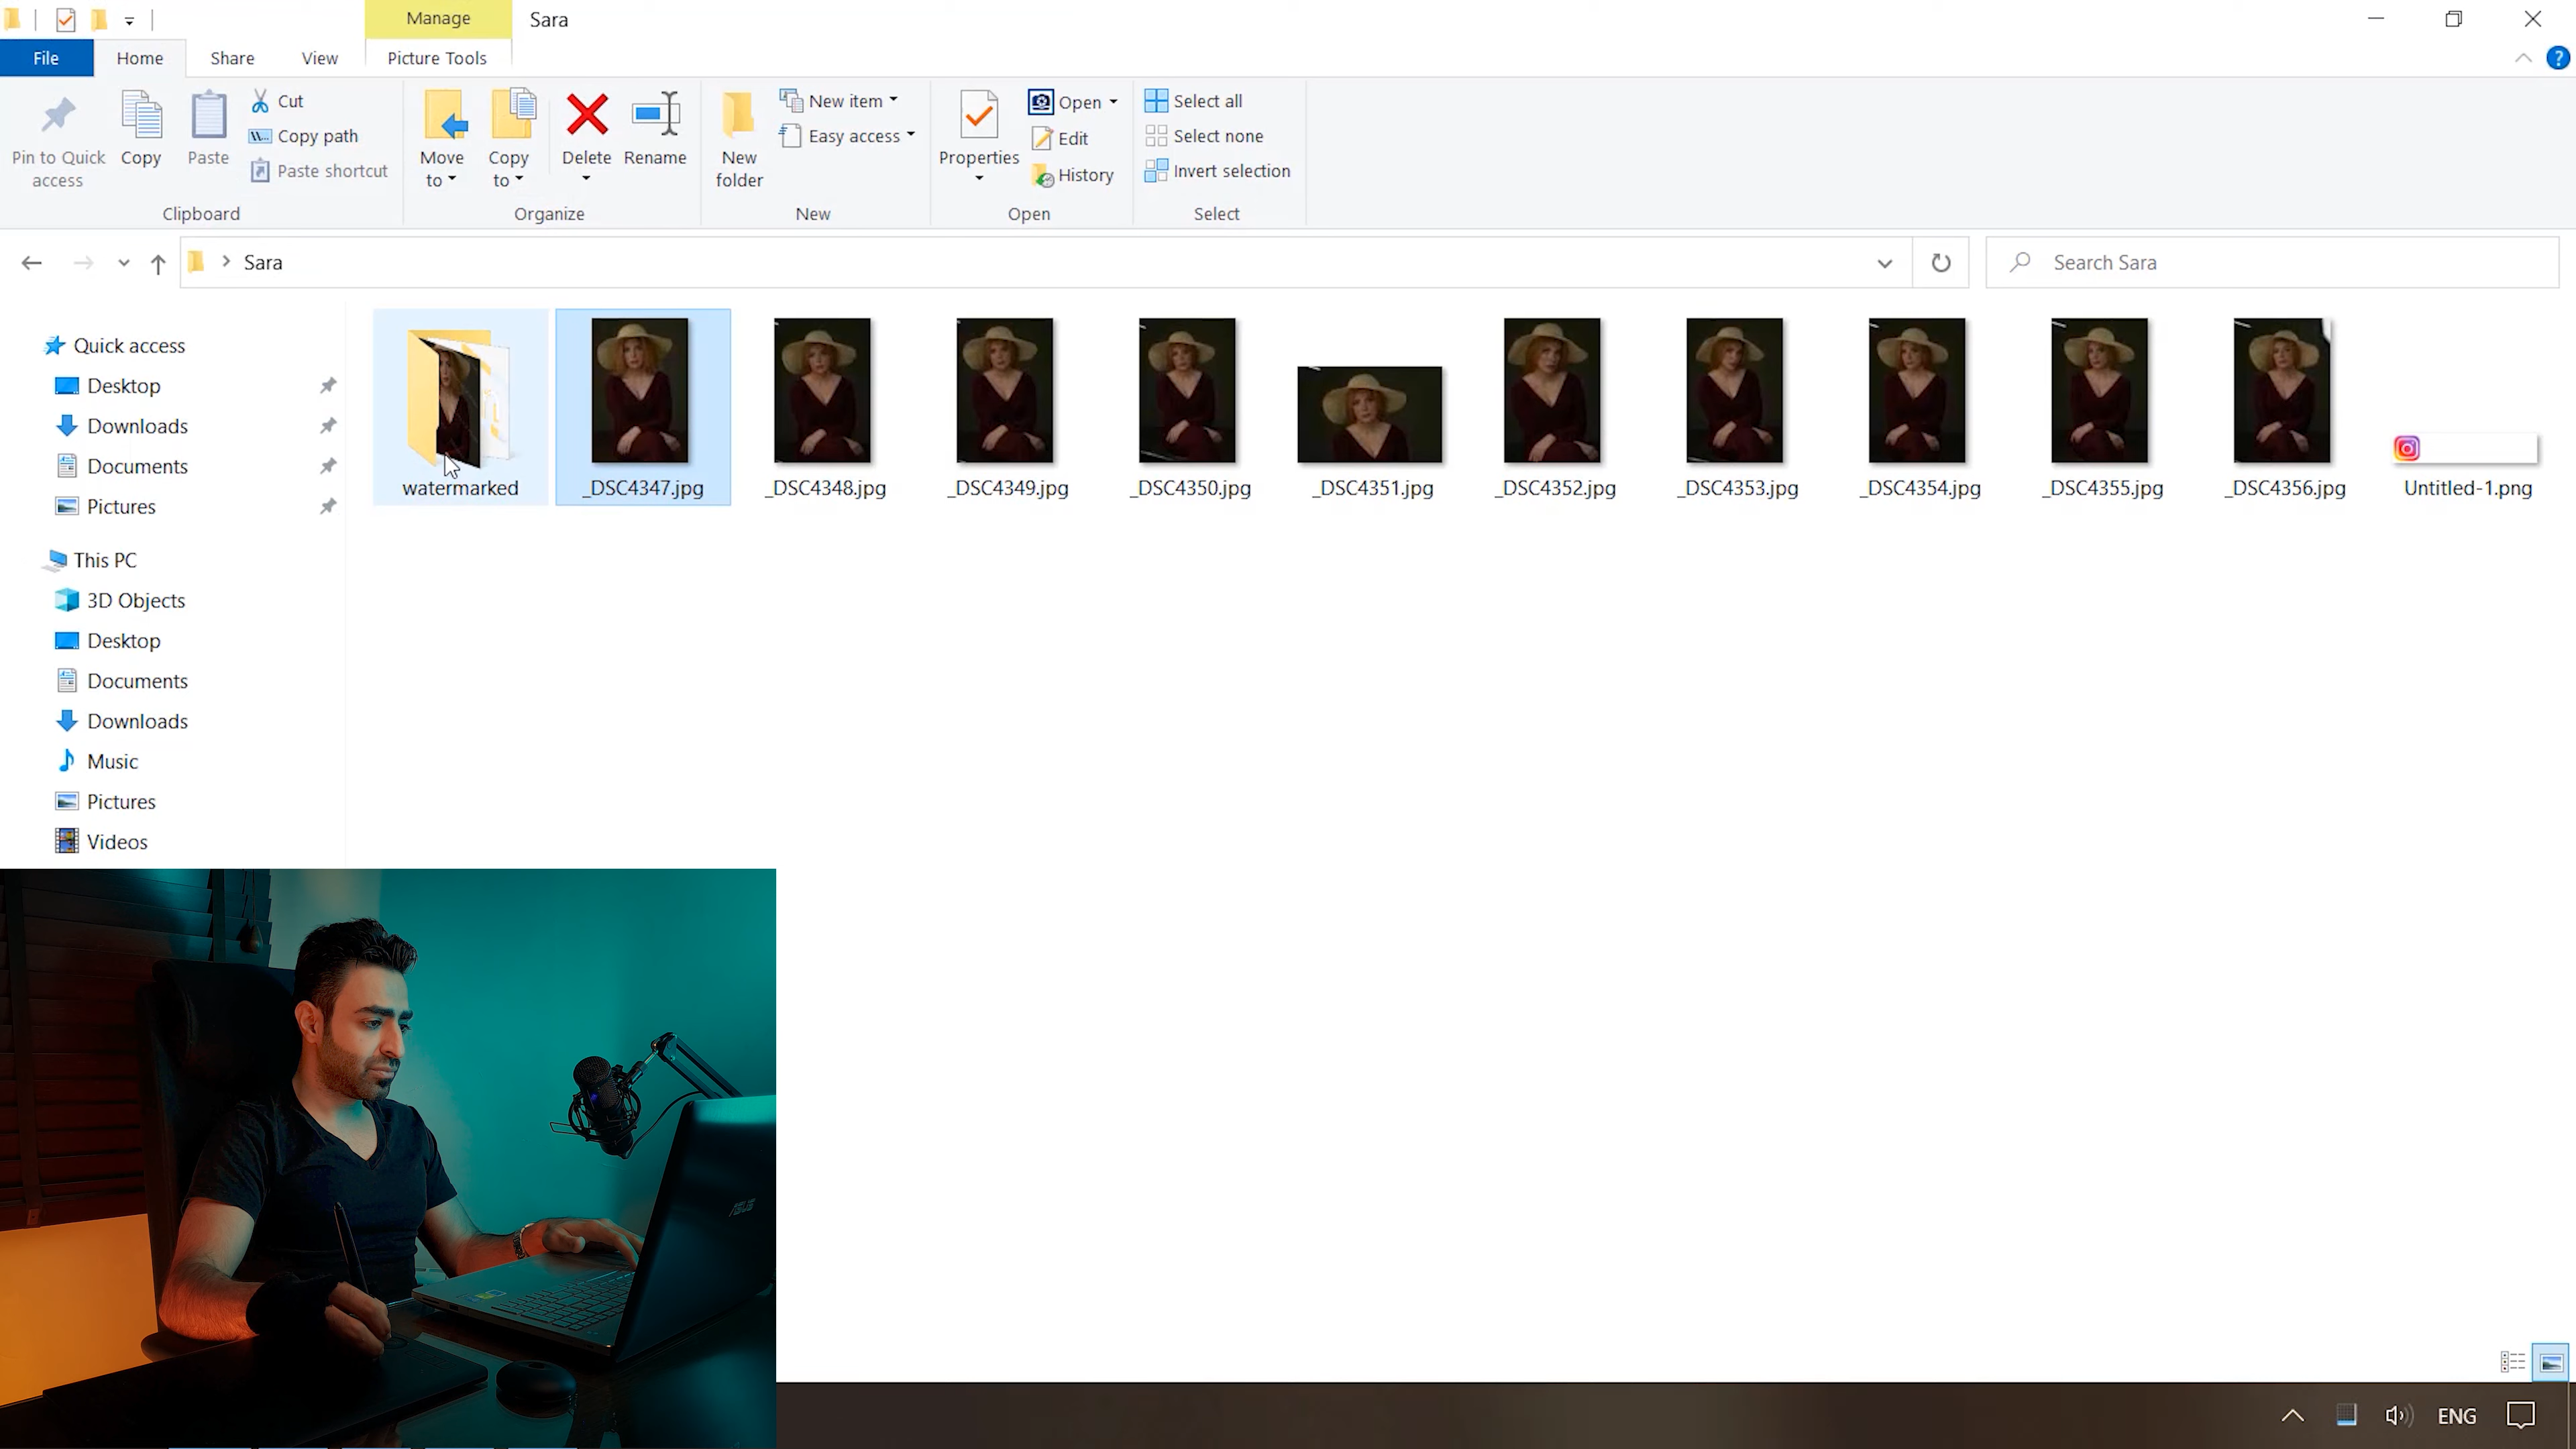 Manage
Sara
File
Home
Share
View
Picture Tools
Pin to Quick access
Copy
Paste
Cut
Copy path
Paste shortcut
Clipboard
Move to
Copy to
Delete
Rename
Organize
New folder
New item
Easy access
New
Properties
Open
Edit
History
Open
Select all
Select none
Invert selection
Select
Sara
Search Sara
Quick access
Desktop
Downloads
Documents
Pictures
This PC
3D Objects
Desktop
Documents
Downloads
Music
Pictures
Videos
watermarked
_DSC4347.jpg
_DSC4348.jpg
_DSC4349.jpg
_DSC4350.jpg
_DSC4351.jpg
_DSC4352.jpg
_DSC4353.jpg
_DSC4354.jpg
_DSC4355.jpg
_DSC4356.jpg
Untitled-1.png
ASUS
ENG